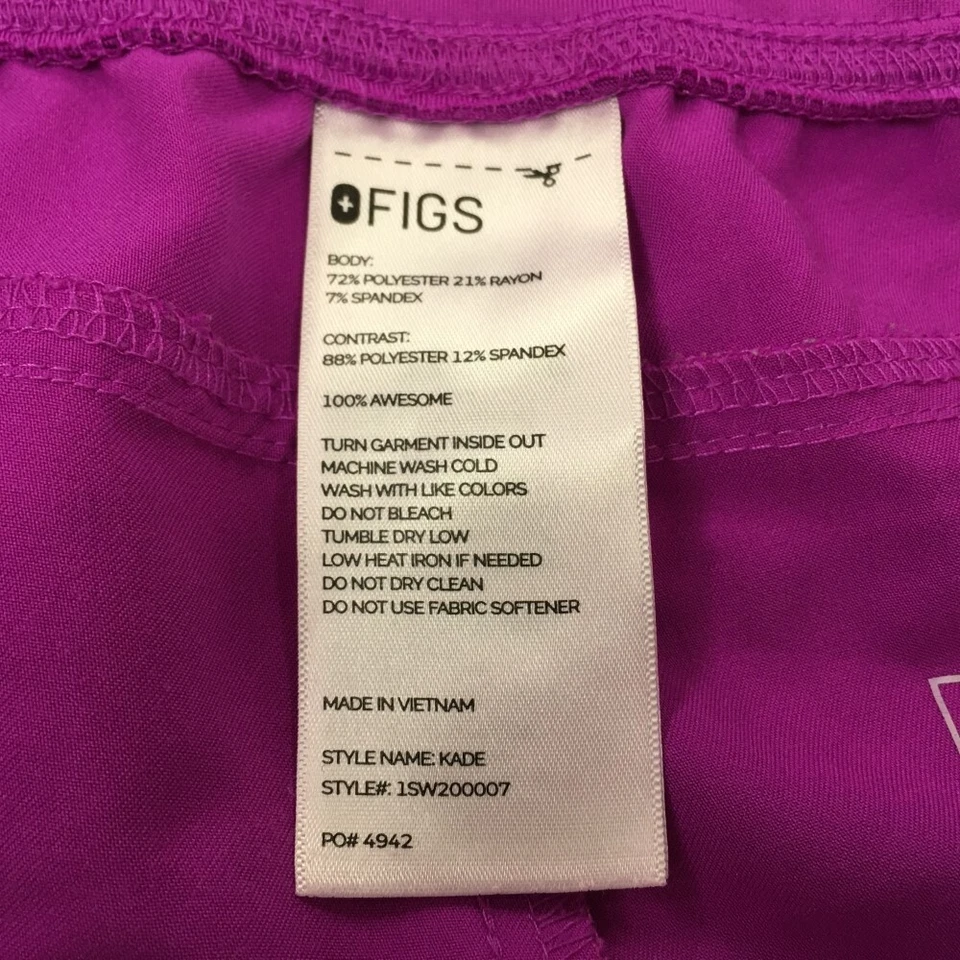 FIGS
BODY:
72% POLYESTER 21% RAYON
7% SPANDEX
CONTRAST:
88% POLYESTER 12% SPANDEX
100% AWESOME
TURN GARMENT INSIDE OUT
MACHINE WASH COLD
WASH WITH LIKE COLORS
DO NOT BLEACH
TUMBLE DRY LOW
LOW HEAT IRON IF NEEDED
DO NOT DRY CLEAN
DO NOT USE FABRIC SOFTENER
MADE IN VIETNAM
STYLE NAME: KADE
STYLE#: 1SW200007
PO# 4942